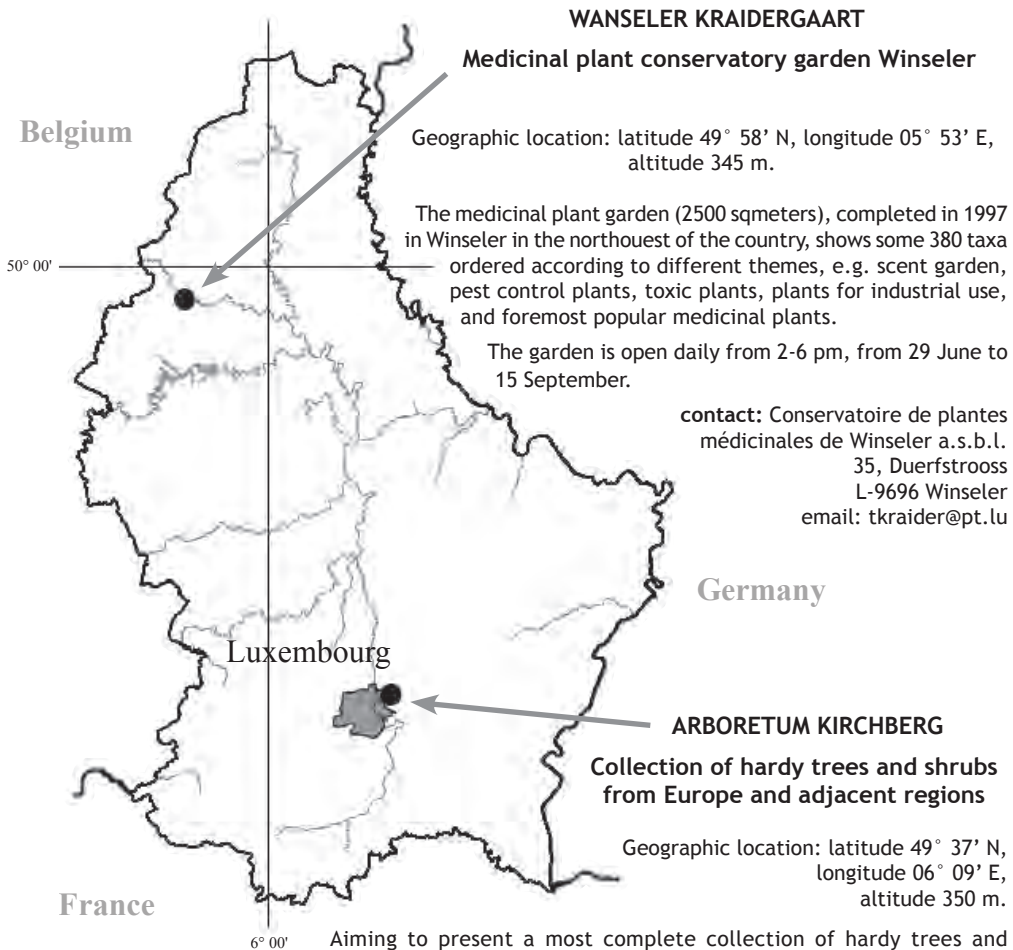 WANSELER KRAIDERGAART
Medicinal plant conservatory garden Winseler
Belgium
Geographic location: latitude 49° 58’ N, longitude 05° 53’ E,
altitude 345 m.
The medicinal plant garden (2500 sqmeters), completed in 1997
in Winseler in the northouest of the country, shows some 380 taxa
50° 00'
ordered according to different themes, e.g. scent garden,
pest control plants, toxic plants, plants for industrial use,
and foremost popular medicinal plants.
The garden is open daily from 2-6 pm, from 29 June to
15 September.
contact: Conservatoire de plantes
médicinales de Winseler a.s.b.l.
35, Duerfstrooss
L-9696 Winseler
email: tkraider@pt.lu
Germany
Luxembourg
ARBORETUM KIRCHBERG
Collection of hardy trees and shrubs
from Europe and adjacent regions
Geographic location: latitude 49° 37’ N,
longitude 06° 09’ E,
altitude 350 m.
France
6° 00'
Aiming to present a most complete collection of hardy trees and